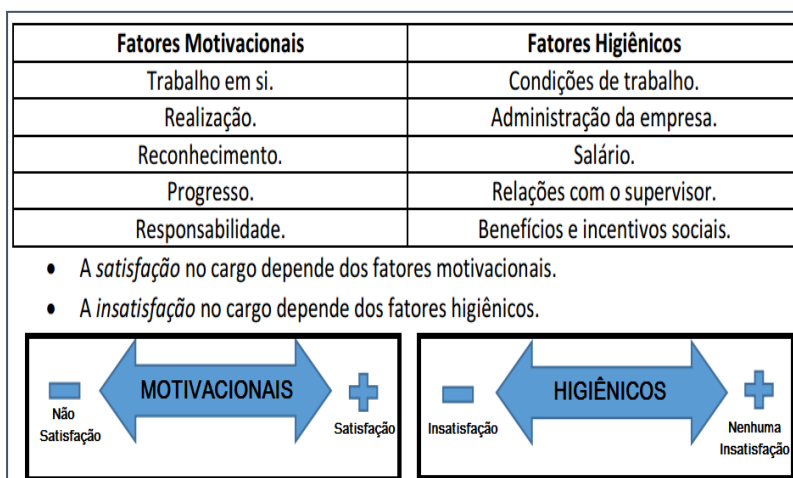 Fatores Motivacionais Fatores Higiênicos
Trabalho em si. Condições de trabalho.
Realização. Administração da empresa.
Reconhecimento. Salário.
Progresso. Relações com o supervisor.
Responsabilidade. Benefícios e incentivos sociais.
• A satisfação no cargo depende dos fatores motivacionais.
• A insatisfação no cargo depende dos fatores higiênicos.
MOTIVACIONAIS
Não
Satisfação
Satisfação
HIGIÊNICOS
Insatisfação
Nenhuma
Insatisfação